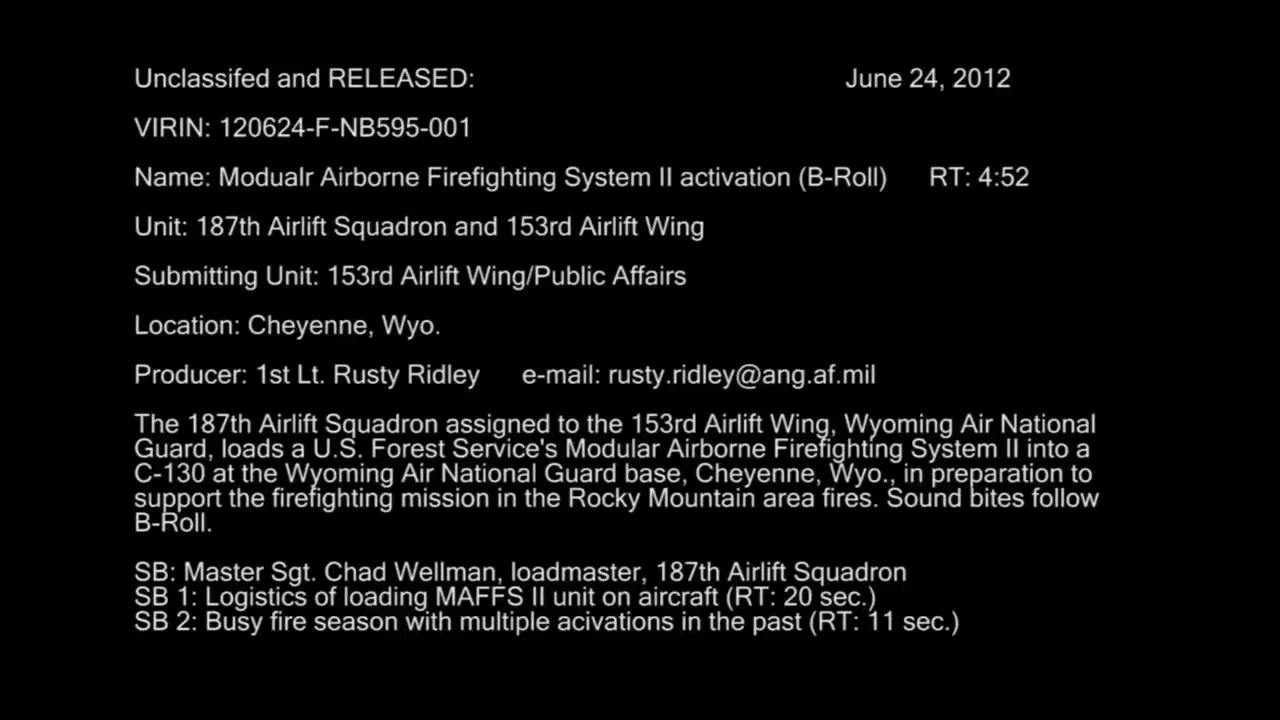 Unclassifed and RELEASED: June 24, 2012
VIRIN: 120624-F-NB595-001
Name: Modualr Airborne Firefighting System II activation (B-Roll) RT: 4:52
Unit: 187th Airlift Squadron and 153rd Airlift Wing
Submitting Unit: 153rd Airlift Wing/Public Affairs
Location: Cheyenne, Wyo.
Producer: 1st Lt. Rusty Ridley e-mail: rusty.ridley@ang.af.mil
The 187th Airlift Squadron assigned to the 153rd Airlift Wing, Wyoming Air National
Guard, loads a U.S. Forest Service's Modular Airborne Firefighting System II into a
C-130 at the Wyoming Air National Guard base, Cheyenne, Wyo., in preparation to
support the firefighting mission in the Rocky Mountain area fires. Sound bites follow
B-Roll.
SB: Master Sgt. Chad Wellman, loadmaster, 187th Airlift Squadron
SB 1: Logistics of loading MAFFS II unit on aircraft (RT: 20 sec.)
SB 2: Busy fire season with multiple acivations in the past (RT: 11 sec.)